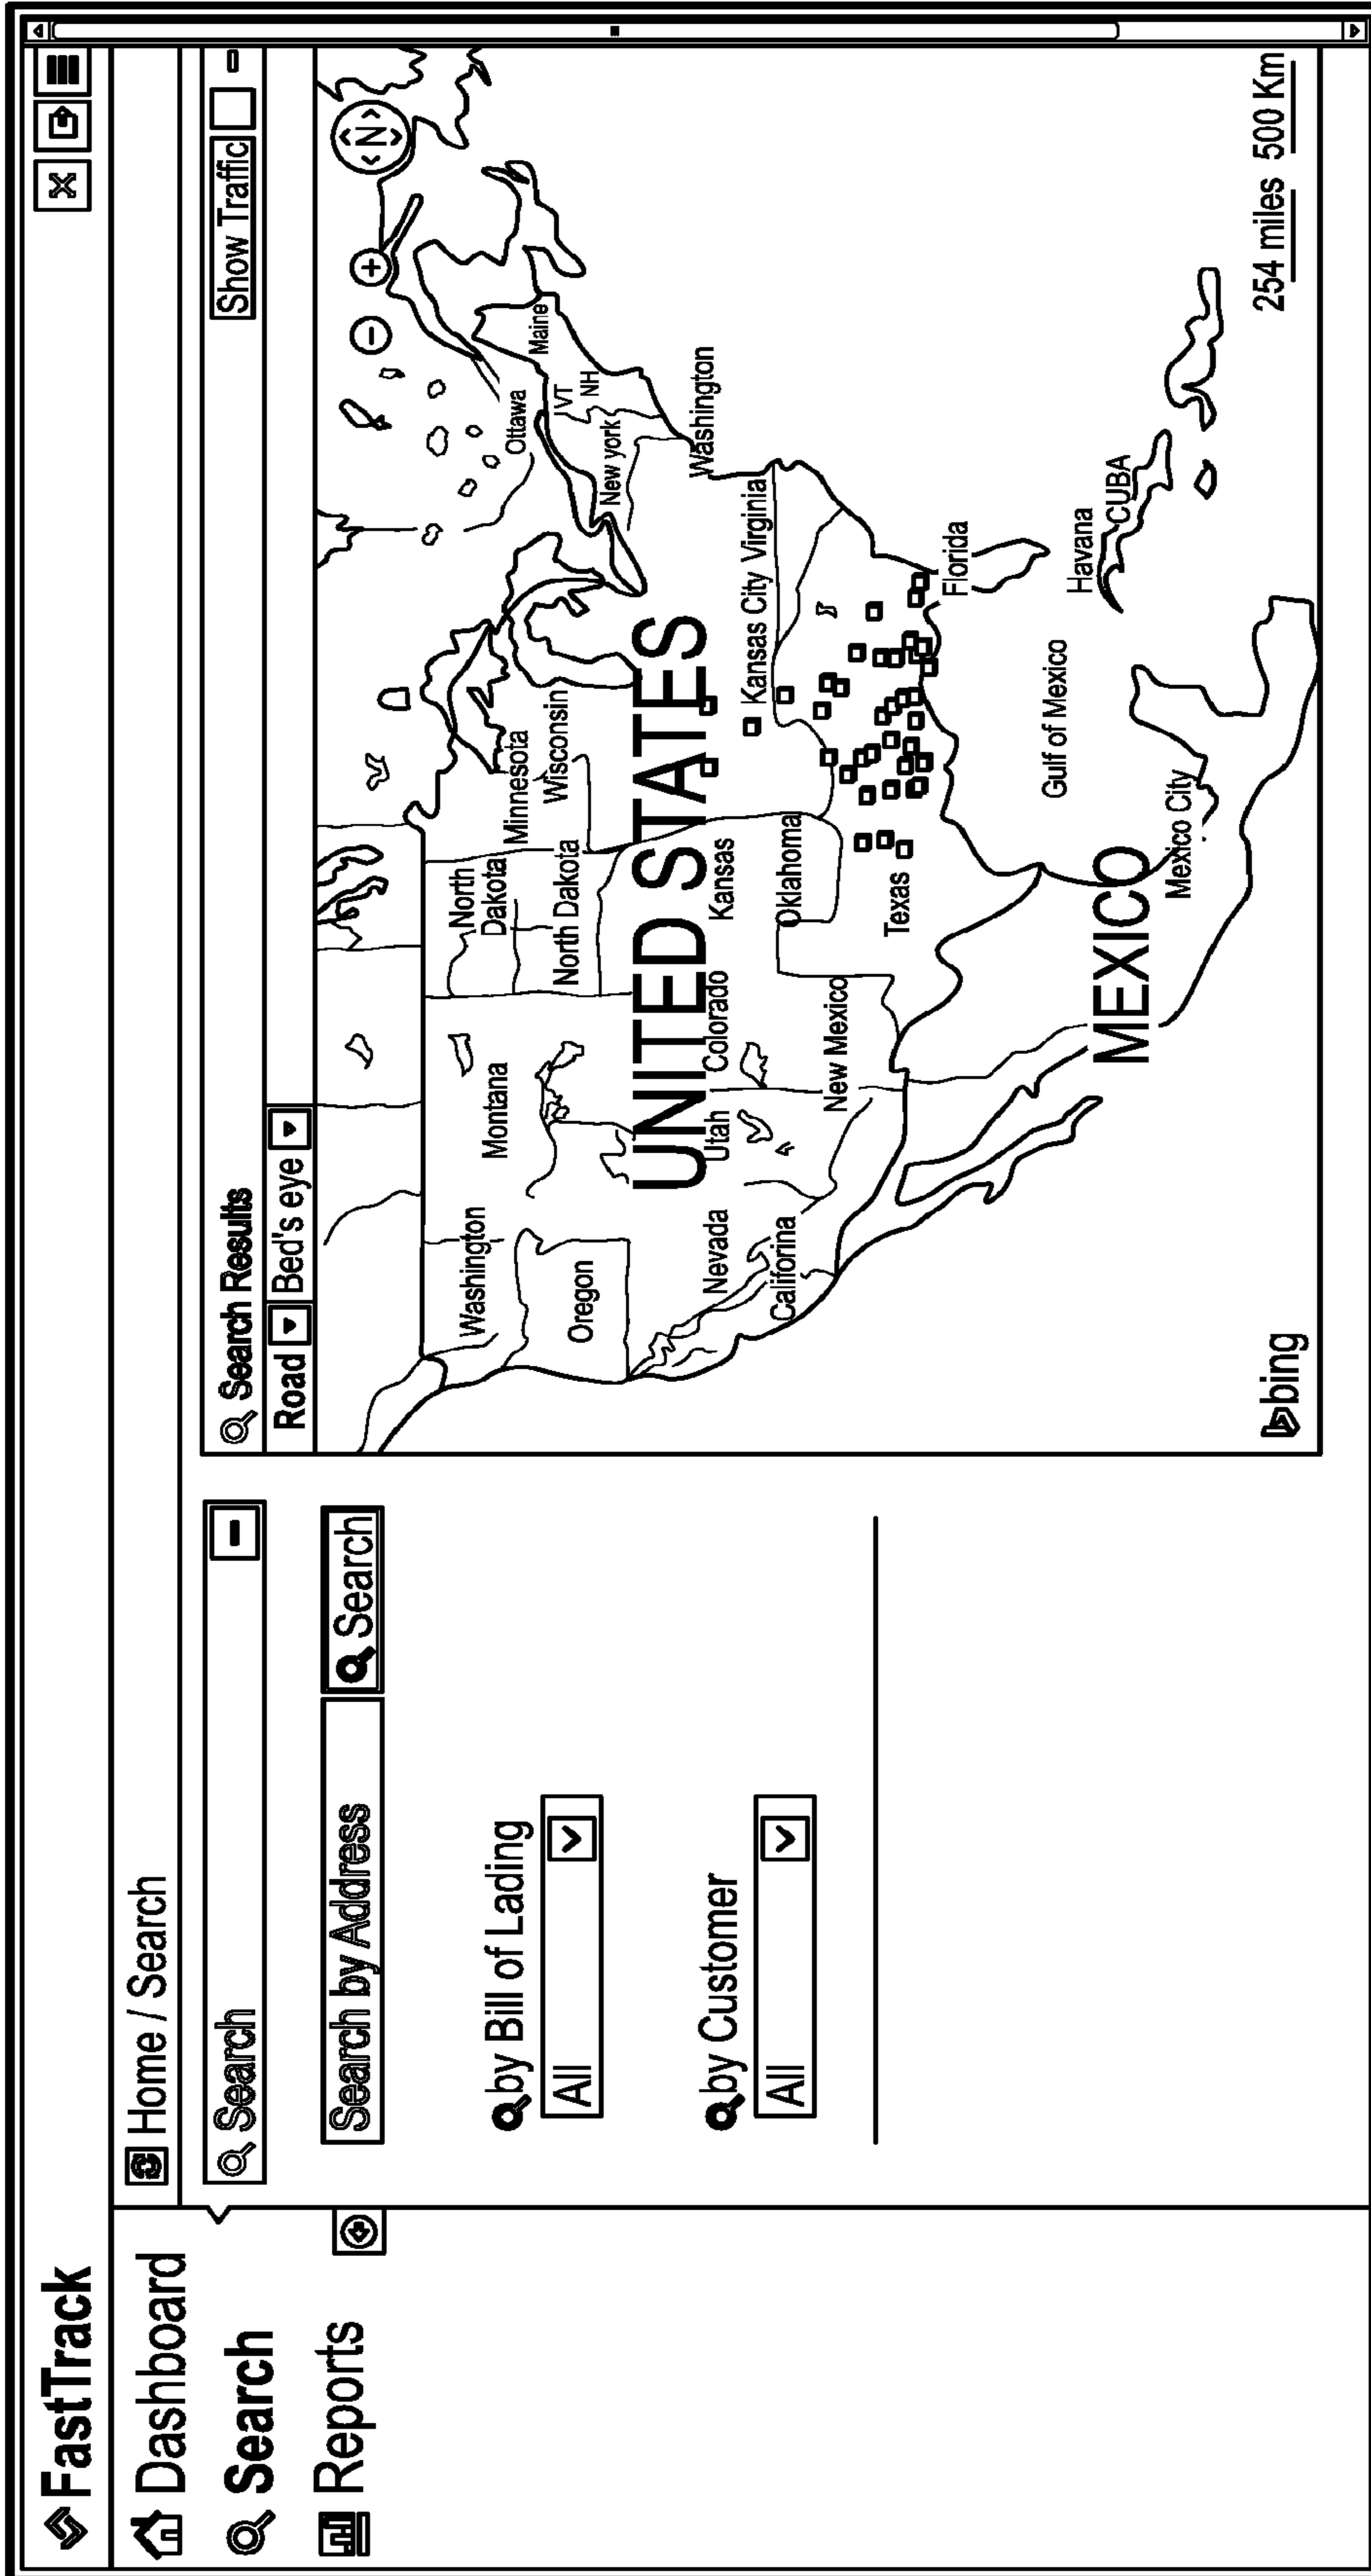 FastTrack
Dashboard
Search
Reports
Home / Search
Search
Search by Address
Search
by Bill of Lading
All
by Customer
All
Search Results
Show Traffic
Road
Bed's eye
N
Washington
Montana
North
Dakota
Minnesota
Ottawa
Maine
Oregon
North Dakota
Wisconsin
New york
VT
NH
UNITED STATES
Nevada
Utah
Colorado
Kansas
Washington
Califorina
Oklahoma
Kansas City
Virginia
New Mexico
Texas
Florida
Gulf of Mexico
Havana
CUBA
MEXICO
Mexico City
bing
254 miles
500 Km